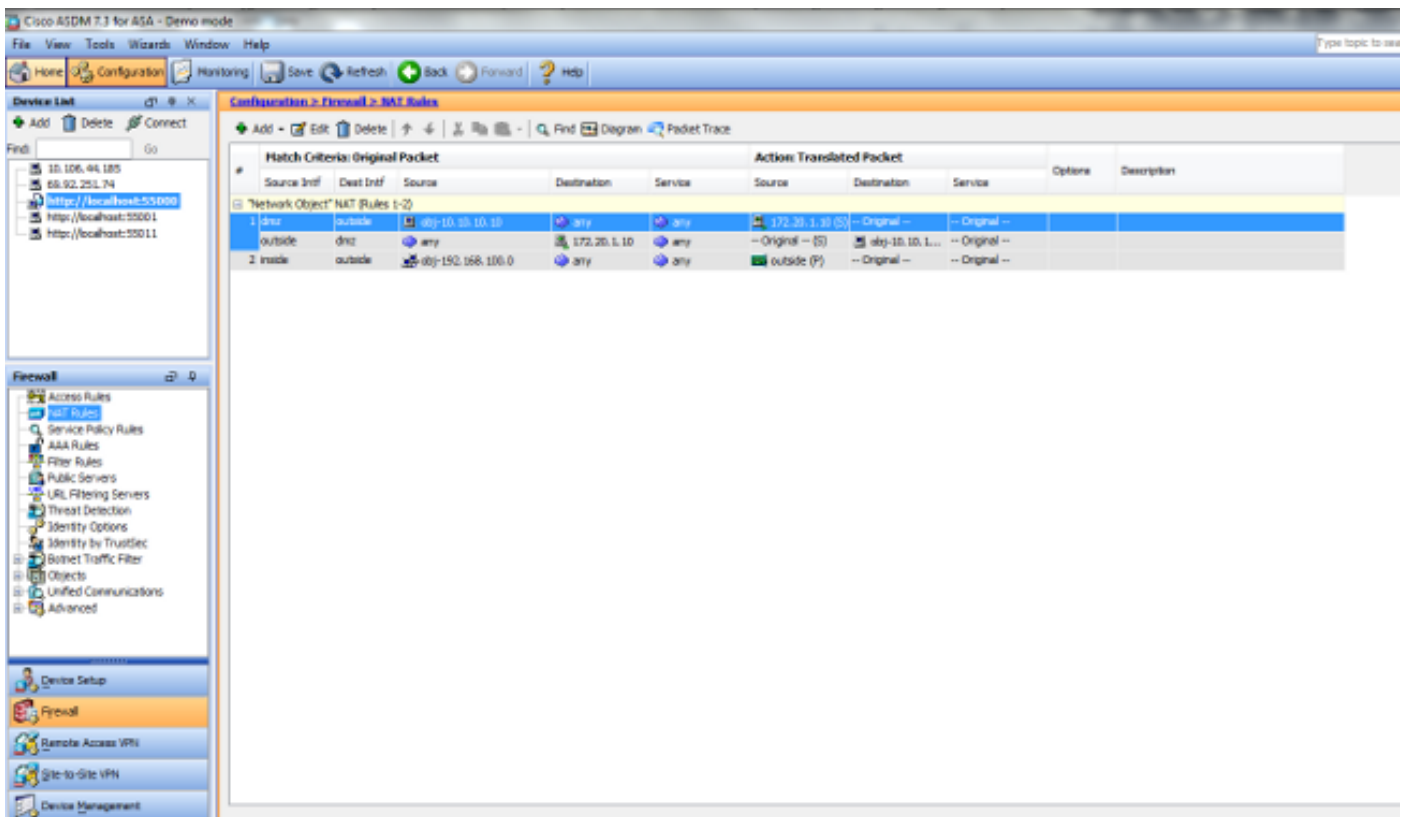 Cisco ASDM 7.3 for ASA - Demo mode
File View Tools Wizards Window Help
Type topic to sea
Home Configuration Monitoring Save Refresh Back Forward Help
Device List
Add Delete Connect
Find: Go
10.106.44.185
69.92.251.74
http://localhost:55000
http://localhost:55001
http://localhost:55011
Configuration > Firewall > NAT Rules
Add Edit Delete Find Diagram Packet Trace
# Match Criteria: Original Packet Action: Translated Packet Options Description
Source Intf Dest Intf Source Destination Service Source Destination Service
"Network Object" NAT (Rules 1-2)
1 dmz outside obj-10.10.10.10 any any 172.20.1.10 (S) -- Original -- -- Original --
outside dmz any 172.20.1.10 any -- Original -- (S) obj-10.10.1... -- Original --
2 inside outside obj-192.168.100.0 any any outside (P) -- Original -- -- Original --
Firewall
Access Rules
NAT Rules
Service Policy Rules
AAA Rules
Filter Rules
Public Servers
URL Filtering Servers
Threat Detection
Identity Options
Identity by TrustSec
Botnet Traffic Filter
Objects
Unified Communications
Advanced
Device Setup
Firewall
Remote Access VPN
Site-to-Site VPN
Device Management